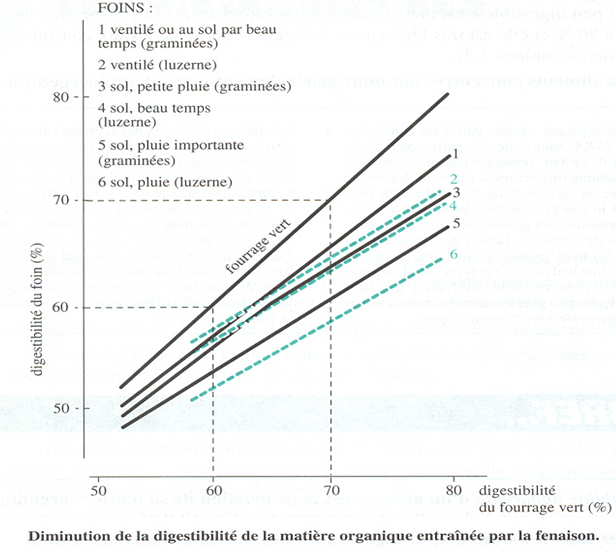 FOINS :
1 ventilé ou au sol par beau
temps (graminées)
2 ventilé (luzerne)
3 sol, petite pluie (graminées)
4 sol, beau temps
(luzerne)
5 sol, pluie importante
(graminées)
6 sol, pluie (luzerne)
80
70
60
50
digestibilité du foin (%)
fourrage vert
1
2
3
4
5
6
50
60
70
80
digestibilité
du fourrage vert (%)
Diminution de la digestibilité de la matière organique entraînée par la fenaison.